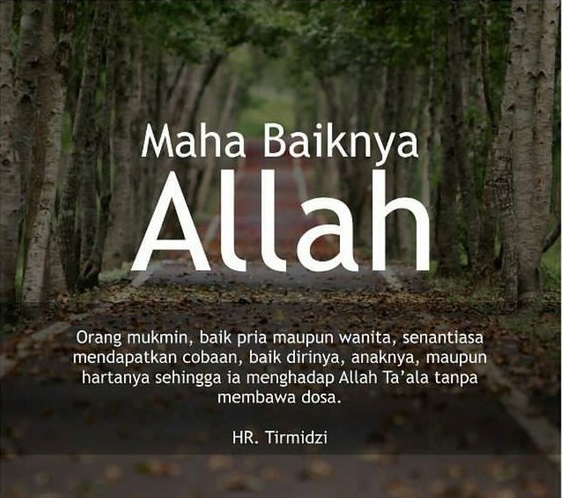 Maha Baiknya
Allah
Orang mukmin, baik pria maupun wanita, senantiasa
mendapatkan cobaan, baik dirinya, anaknya, maupun
hartanya sehingga ia menghadap Allah Ta'ala tanpa
membawa dosa.
HR. Tirmidzi